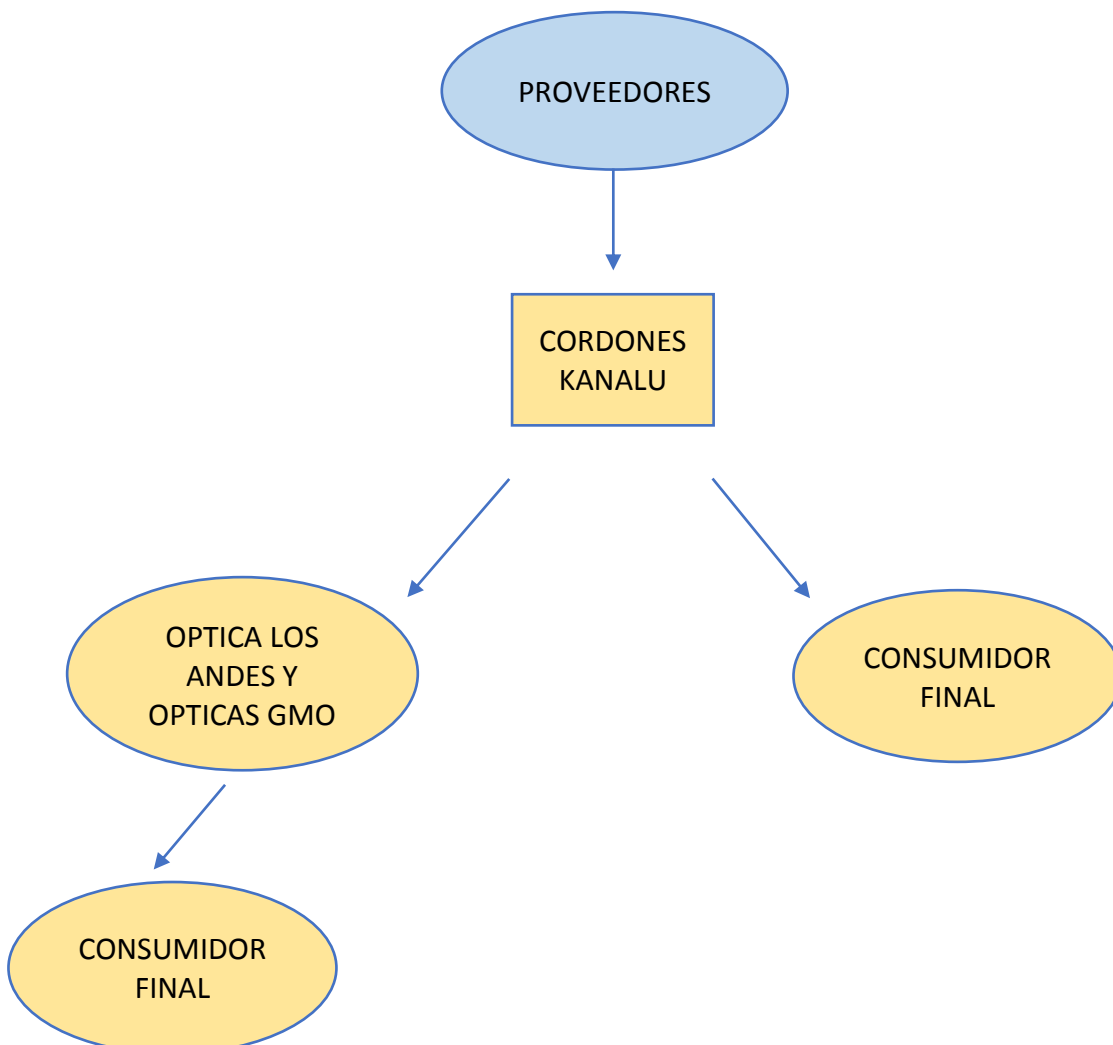 PROVEEDORES
CORDONES
KANALU
OPTICA LOS
ANDES Y
OPTICAS GMO
CONSUMIDOR
FINAL
CONSUMIDOR
FINAL